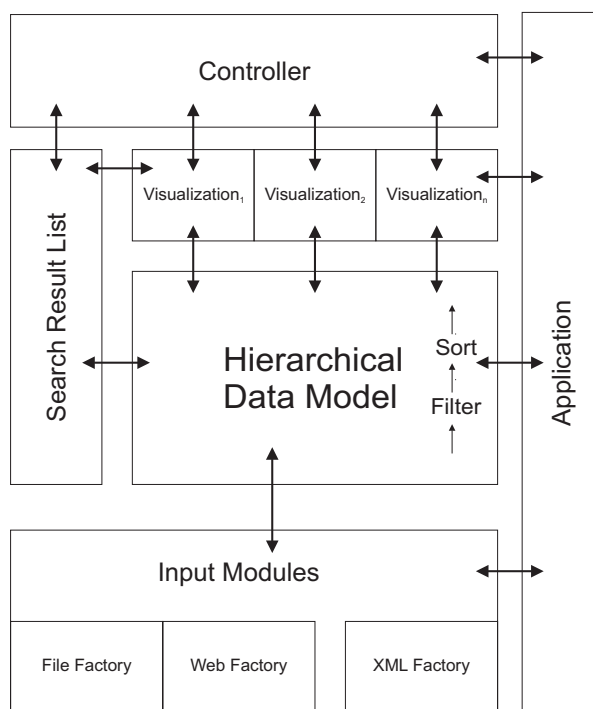 Controller
Visualization₁
Visualization₂
Visualizationₙ
Search Result List
Hierarchical
Data Model
Sort
Filter
Application
Input Modules
File Factory
Web Factory
XML Factory